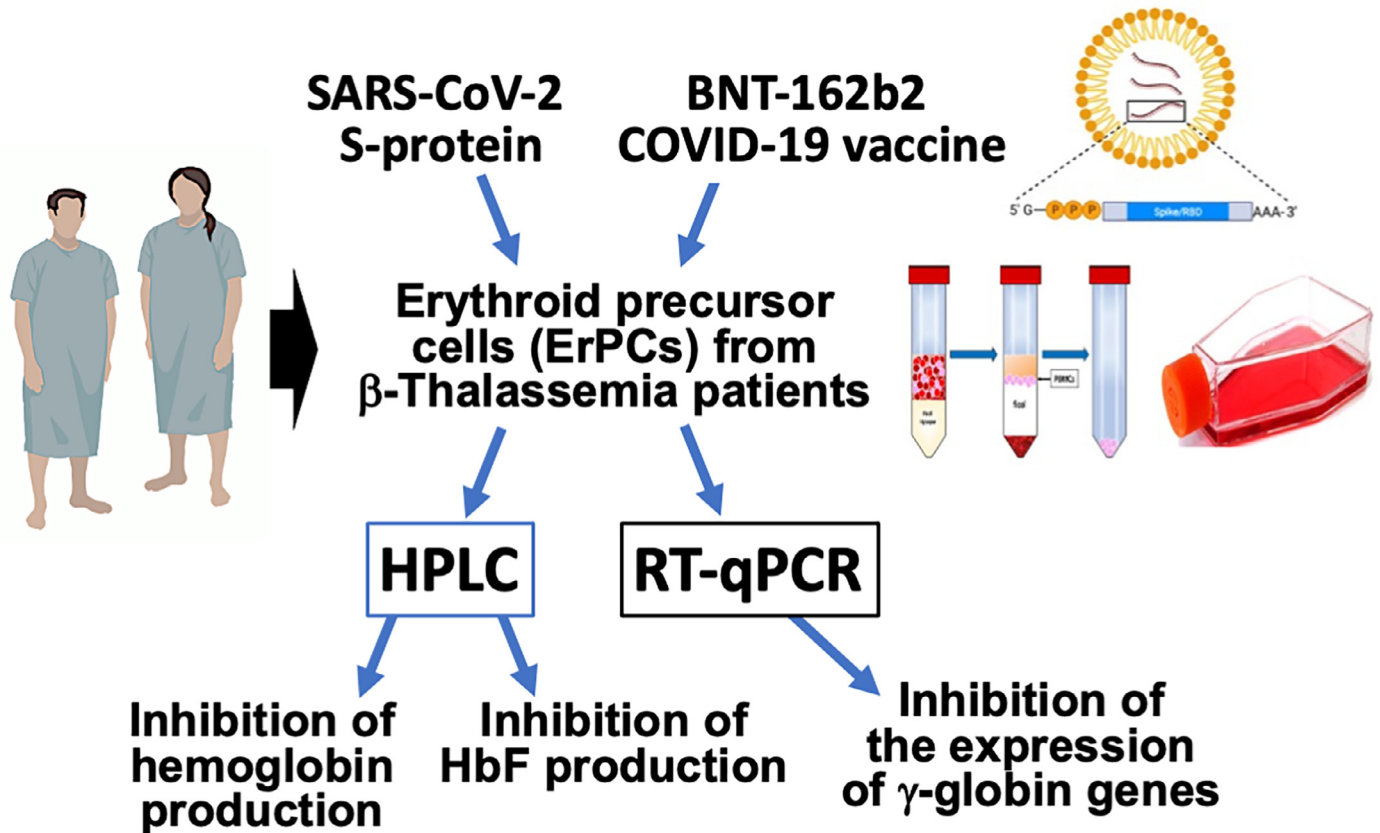 SARS-CoV-2
S-protein
BNT-162b2
COVID-19 vaccine
5' G
P P P
Spike/RBD
AAA-3'
Erythroid precursor
cells (ErPCs) from
β-Thalassemia patients
PBMCs
HPLC
RT-qPCR
Inhibition of
hemoglobin
production
Inhibition of
HbF production
Inhibition of
the expression
of γ-globin genes